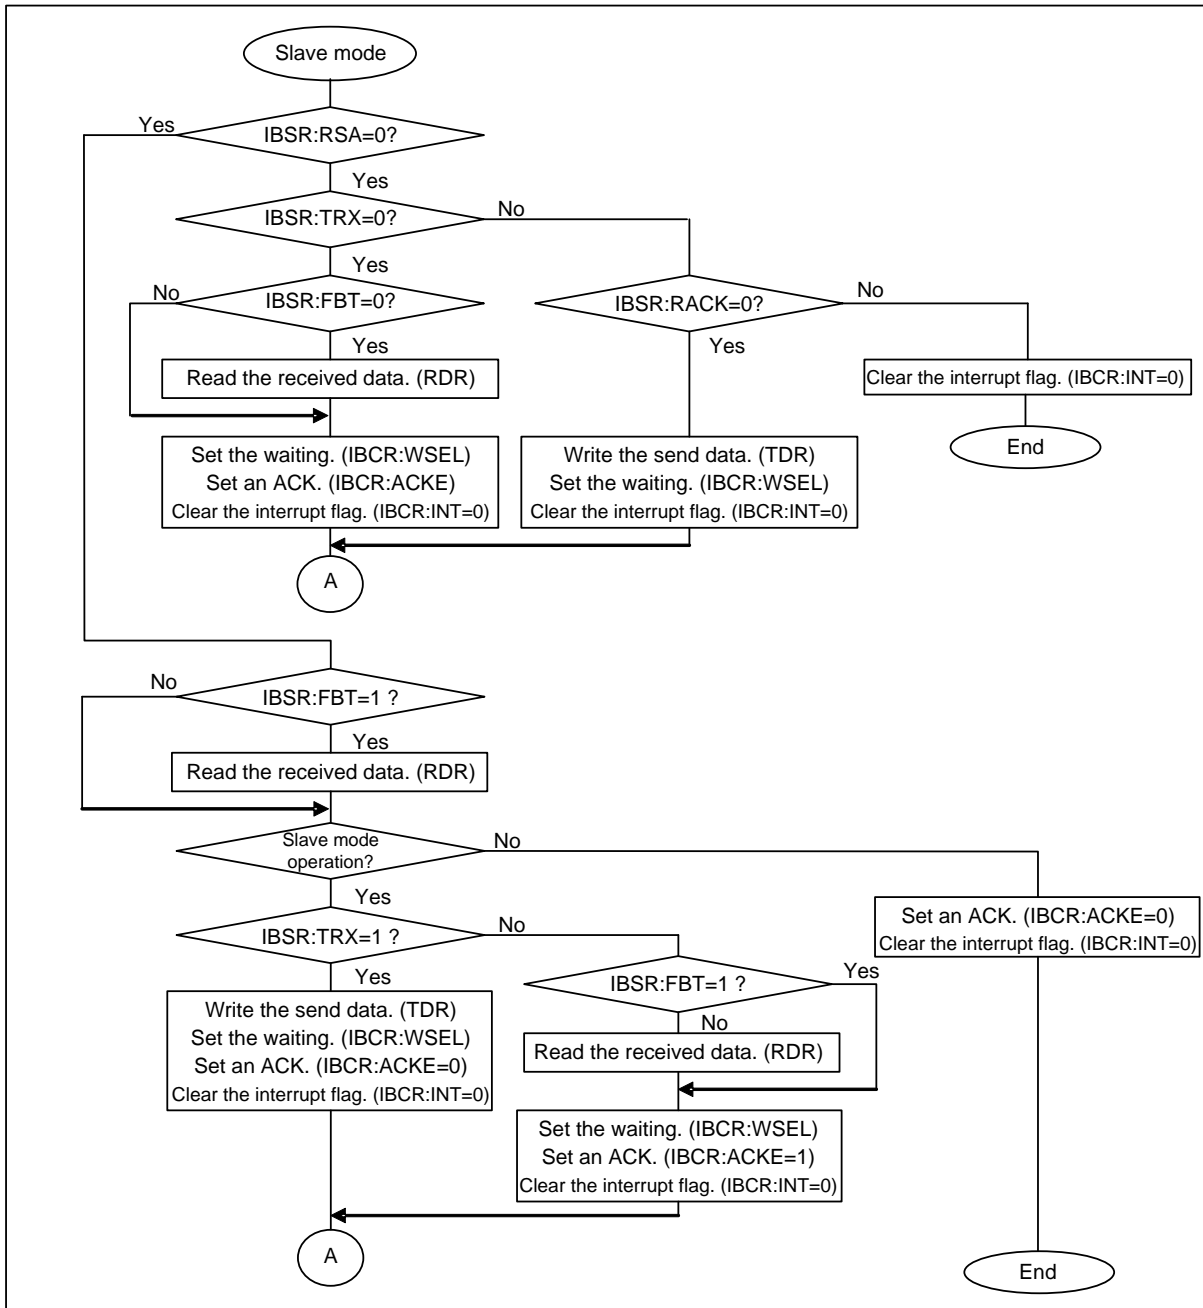 Slave mode
Yes
IBSR:RSA=0?
Yes
IBSR:TRX=0?
No
Yes
No
IBSR:FBT=0?
IBSR:RACK=0?
No
Yes
Yes
Read the received data. (RDR)
Clear the interrupt flag. (IBCR:INT=0)
End
Set the waiting. (IBCR:WSEL)
Set an ACK. (IBCR:ACKE)
Clear the interrupt flag. (IBCR:INT=0)
Write the send data. (TDR)
Set the waiting. (IBCR:WSEL)
Clear the interrupt flag. (IBCR:INT=0)
A
No
IBSR:FBT=1 ?
Yes
Read the received data. (RDR)
Slave mode
operation?
No
Yes
Set an ACK. (IBCR:ACKE=0)
Clear the interrupt flag. (IBCR:INT=0)
IBSR:TRX=1 ?
No
Yes
IBSR:FBT=1 ?
Yes
No
Write the send data. (TDR)
Set the waiting. (IBCR:WSEL)
Set an ACK. (IBCR:ACKE=0)
Clear the interrupt flag. (IBCR:INT=0)
Read the received data. (RDR)
Set the waiting. (IBCR:WSEL)
Set an ACK. (IBCR:ACKE=1)
Clear the interrupt flag. (IBCR:INT=0)
A
End